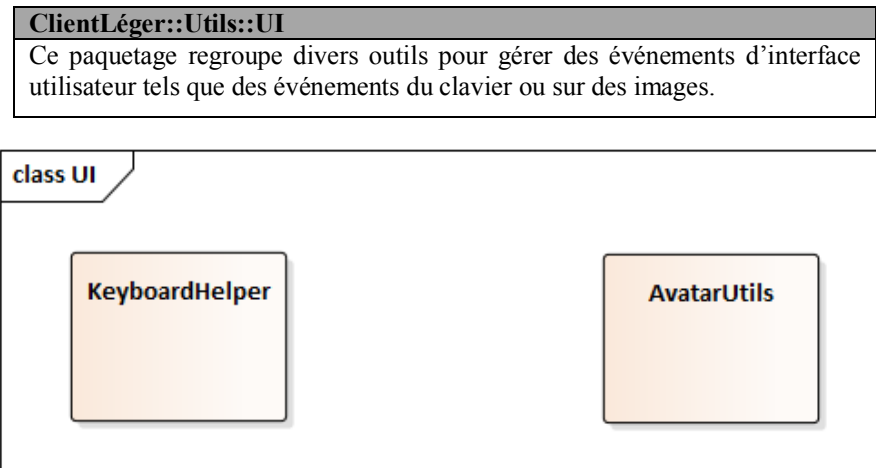 ClientLéger::Utils::UI
Ce paquetage regroupe divers outils pour gérer des événements d’interface
utilisateur tels que des événements du clavier ou sur des images.
class UI
KeyboardHelper
AvatarUtils